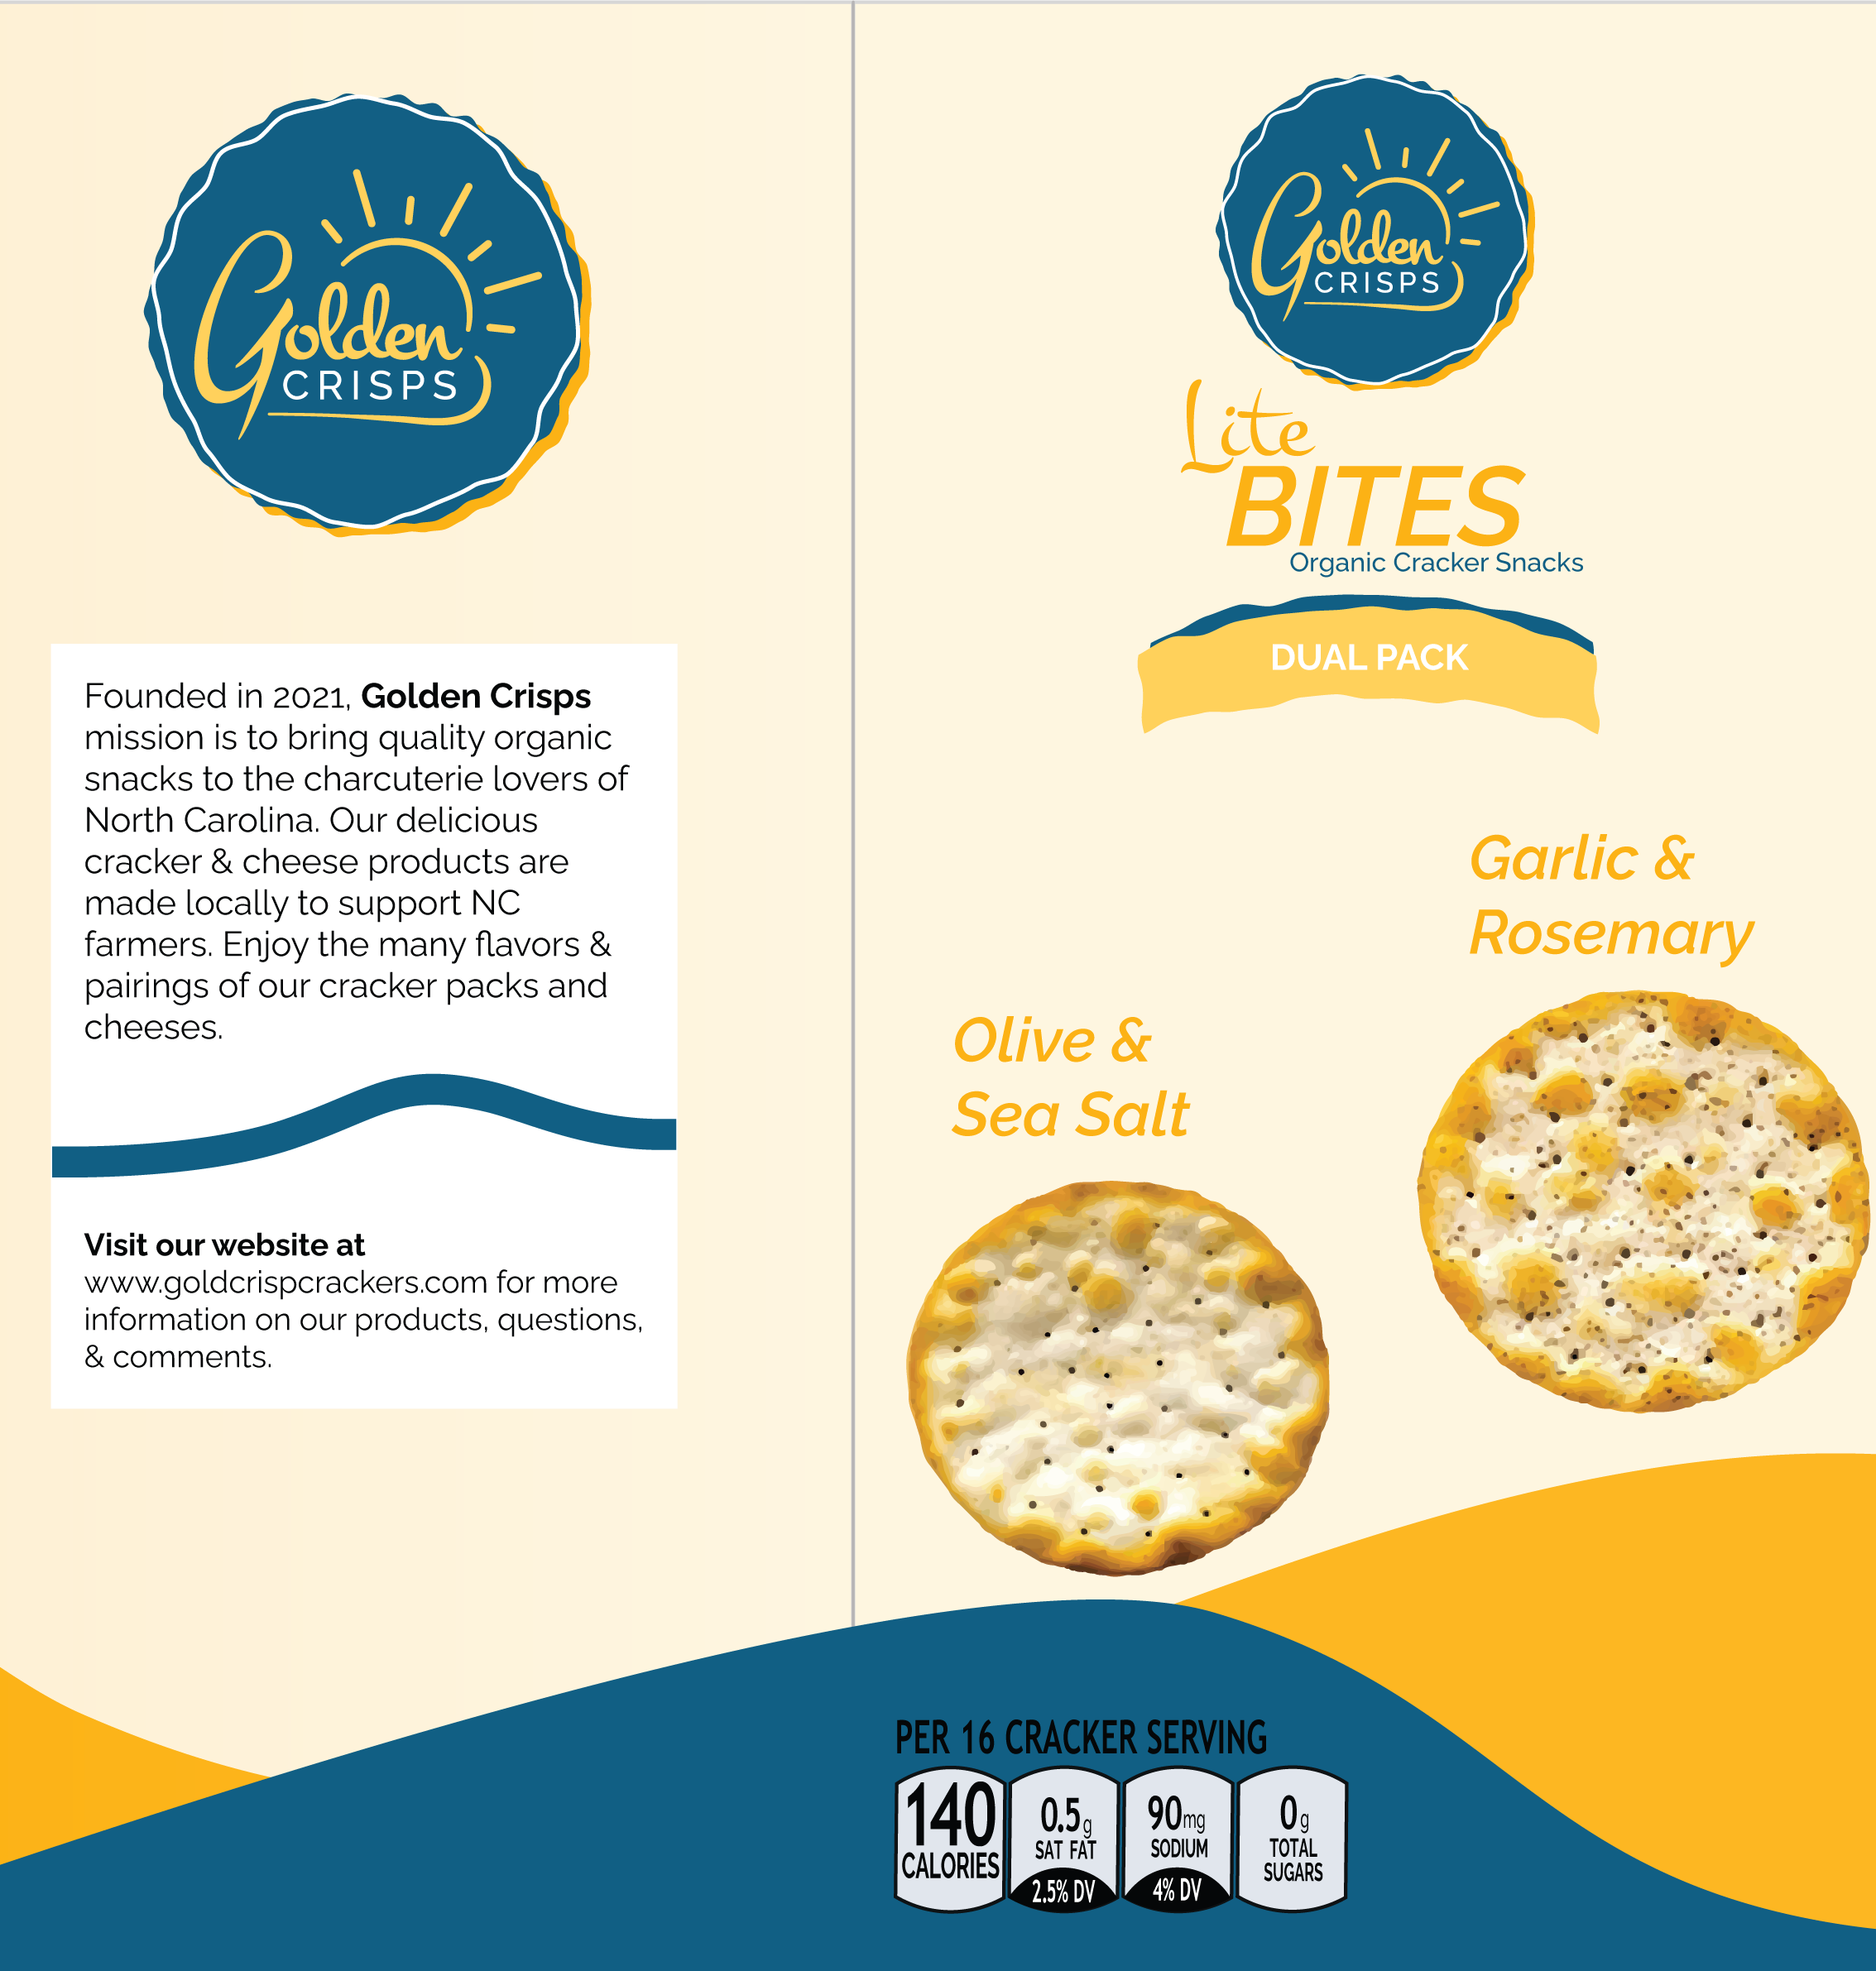 Golden
CRISPS
Founded in 2021, Golden Crisps
mission is to bring quality organic
snacks to the charcuterie lovers of
North Carolina. Our delicious
cracker & cheese products are
made locally to support NC
farmers. Enjoy the many flavors &
pairings of our cracker packs and
cheeses.
Visit our website at
www.goldcrispcrackers.com for more
information on our products, questions,
& comments.
Golden
CRISPS
Lite
BITES
Organic Cracker Snacks
DUAL PACK
Garlic &
Rosemary
Olive &
Sea Salt
PER 16 CRACKER SERVING
140
CALORIES
0.5g
SAT FAT
2.5% DV
90mg
SODIUM
4% DV
0g
TOTAL
SUGARS